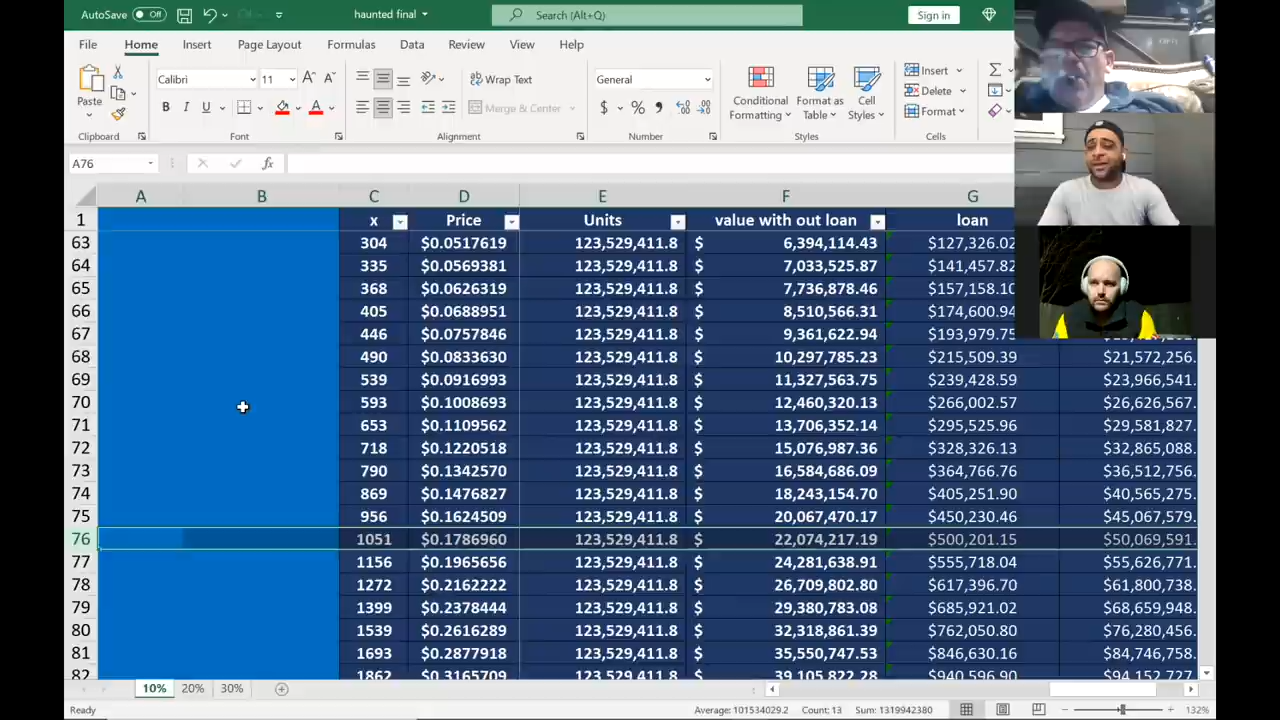 AutoSave Off haunted final Search (Alt+Q) Sign in
File Home Insert Page Layout Formulas Data Review View Help
Paste Calibri 11 Wrap Text General Conditional Format as Cell Insert
B I U Merge & Center $ % Formatting Table Styles Delete
Format
Clipboard Font Alignment Number Styles Cells
A76 fx
A B C D E F G
1 x Price Units value with out loan loan
63 304 $0.0517619 123,529,411.8 $ 6,394,114.43 $127,326.02
64 335 $0.0569381 123,529,411.8 $ 7,033,525.87 $141,457.82
65 368 $0.0626319 123,529,411.8 $ 7,736,878.46 $157,158.10
66 405 $0.0688951 123,529,411.8 $ 8,510,566.31 $174,600.94
67 446 $0.0757846 123,529,411.8 $ 9,361,622.94 $193,979.75
68 490 $0.0833630 123,529,411.8 $ 10,297,785.23 $215,509.39 $21,572,256.
69 539 $0.0916993 123,529,411.8 $ 11,327,563.75 $239,428.59 $23,966,541.
70 593 $0.1008693 123,529,411.8 $ 12,460,320.13 $266,002.57 $26,626,567.
71 653 $0.1109562 123,529,411.8 $ 13,706,352.14 $295,525.96 $29,581,827.
72 718 $0.1220518 123,529,411.8 $ 15,076,987.36 $328,326.13 $32,865,088.
73 790 $0.1342570 123,529,411.8 $ 16,584,686.09 $364,766.76 $36,512,756.
74 869 $0.1476827 123,529,411.8 $ 18,243,154.70 $405,251.90 $40,565,275.
75 956 $0.1624509 123,529,411.8 $ 20,067,470.17 $450,230.46 $45,067,579.
76 1051 $0.1786960 123,529,411.8 $ 22,074,217.19 $500,201.15 $50,069,591.
77 1156 $0.1965656 123,529,411.8 $ 24,281,638.91 $555,718.04 $55,626,771.
78 1272 $0.2162222 123,529,411.8 $ 26,709,802.80 $617,396.70 $61,800,738.
79 1399 $0.2378444 123,529,411.8 $ 29,380,783.08 $685,921.02 $68,659,948.
80 1539 $0.2616289 123,529,411.8 $ 32,318,861.39 $762,050.80 $76,280,456.
81 1693 $0.2877918 123,529,411.8 $ 35,550,747.53 $846,630.16 $84,746,758.
82 1862 $0.3165709 123,529,411.8 $ 39,105,822.28 $940,596.90 $94,152,727.
10% 20% 30%
Ready Average: 101534029.2 Count: 13 Sum: 1319942380 132%